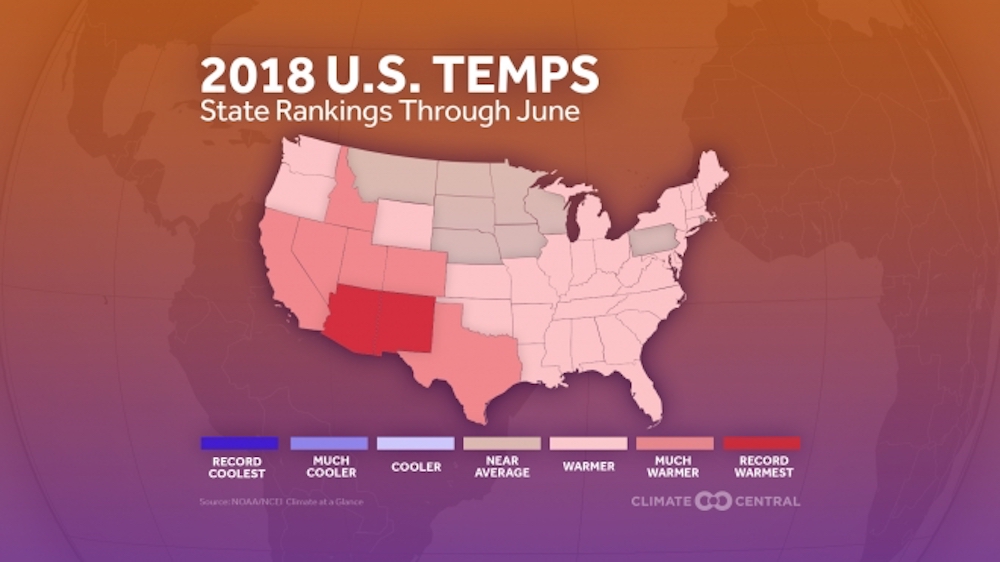 2018 U.S. TEMPS
State Rankings Through June
RECORD COOLEST
MUCH COOLER
COOLER
NEAR AVERAGE
WARMER
MUCH WARMER
RECORD WARMEST
Source: NOAA/NCEI Climate at a Glance
CLIMATE CENTRAL